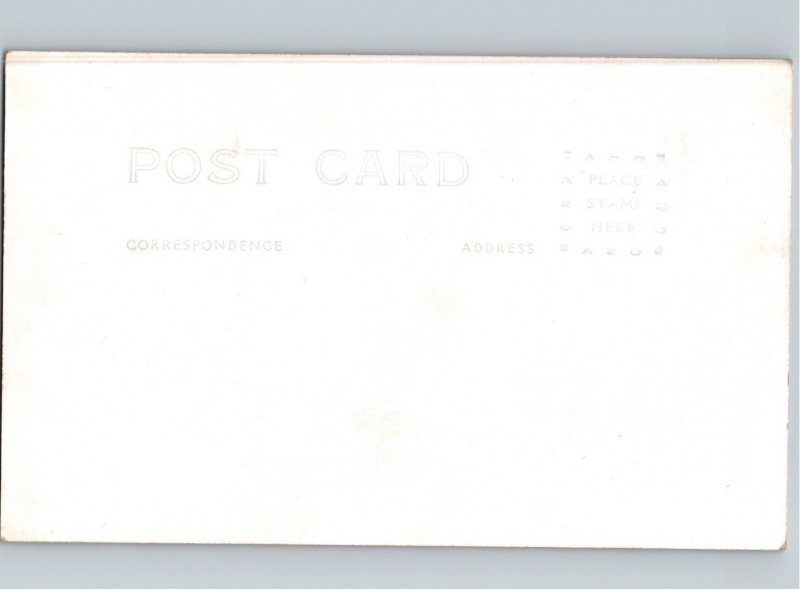 POST CARD
PLACE
STAMP
HERE
CORRESPONDENCE
ADDRESS